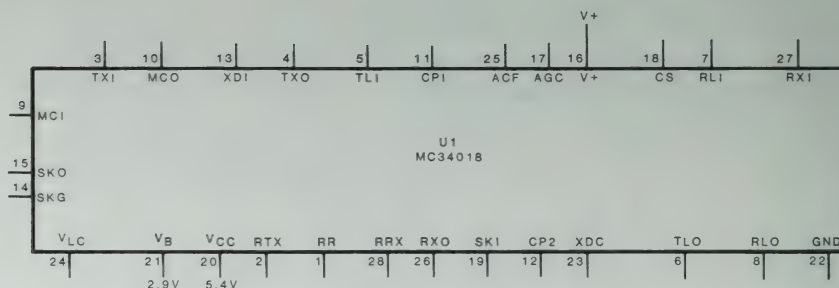 V+
3 10 13 4 5 11 25 17 16 18 7 27
TXI MCO XDI TXO TLI CPI ACF AGC V+ CS RLI RXI
9 MCI
U1
MC34018
15 SKO
14 SKG
VLC VB VCC RTX RR RRX RXO SKI CP2 XDC TLO RLO GND
24 21 20 2 1 28 26 19 12 23 6 8 22
2.9V 5.4V